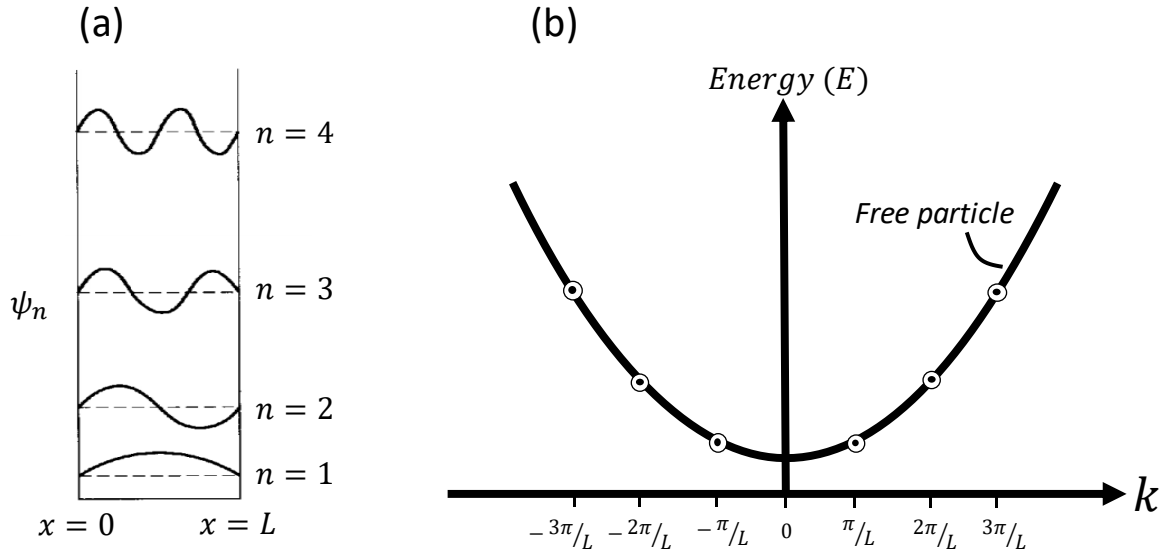 (a)
n = 4
n = 3
ψₙ
n = 2
n = 1
x = 0
x = L
(b)
Energy (E)
Free particle
k
− 3π/L
− 2π/L
− π/L
0
π/L
2π/L
3π/L